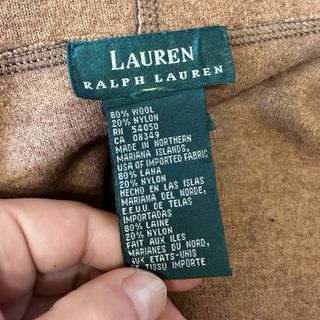 LAUREN
RALPH LAUREN
80% WOOL
20% NYLON
RN 54050
CA 08349
MADE IN NORTHERN
MARIANA ISLANDS,
USA OF IMPORTED FABRIC
80% LANA
20% NYLON
HECHO EN LAS ISLAS
MARIANA DEL NORDE,
E.E.U.U. DE TELAS
IMPORTADAS
80% LAINE
20% NYLON
FAIT AUX ILES
MARIANES DU NORD,
AUX ETATS-UNIS
DE TISSU IMPORTE